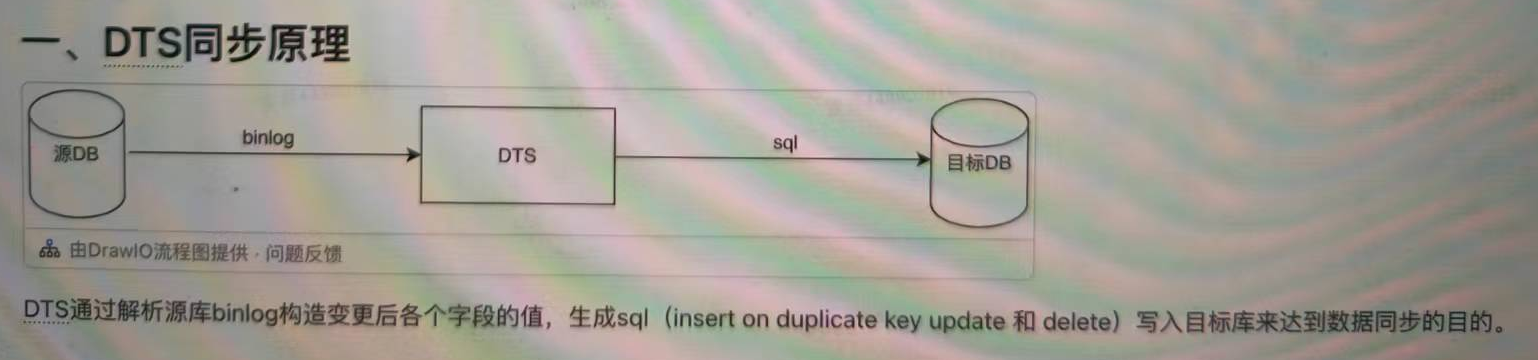 一、DTS同步原理
源DB
binlog
DTS
sql
目标DB
由DrawIO流程图提供 · 问题反馈
DTS通过解析源库binlog构造变更后各个字段的值，生成sql（insert on duplicate key update 和 delete）写入目标库来达到数据同步的目的。